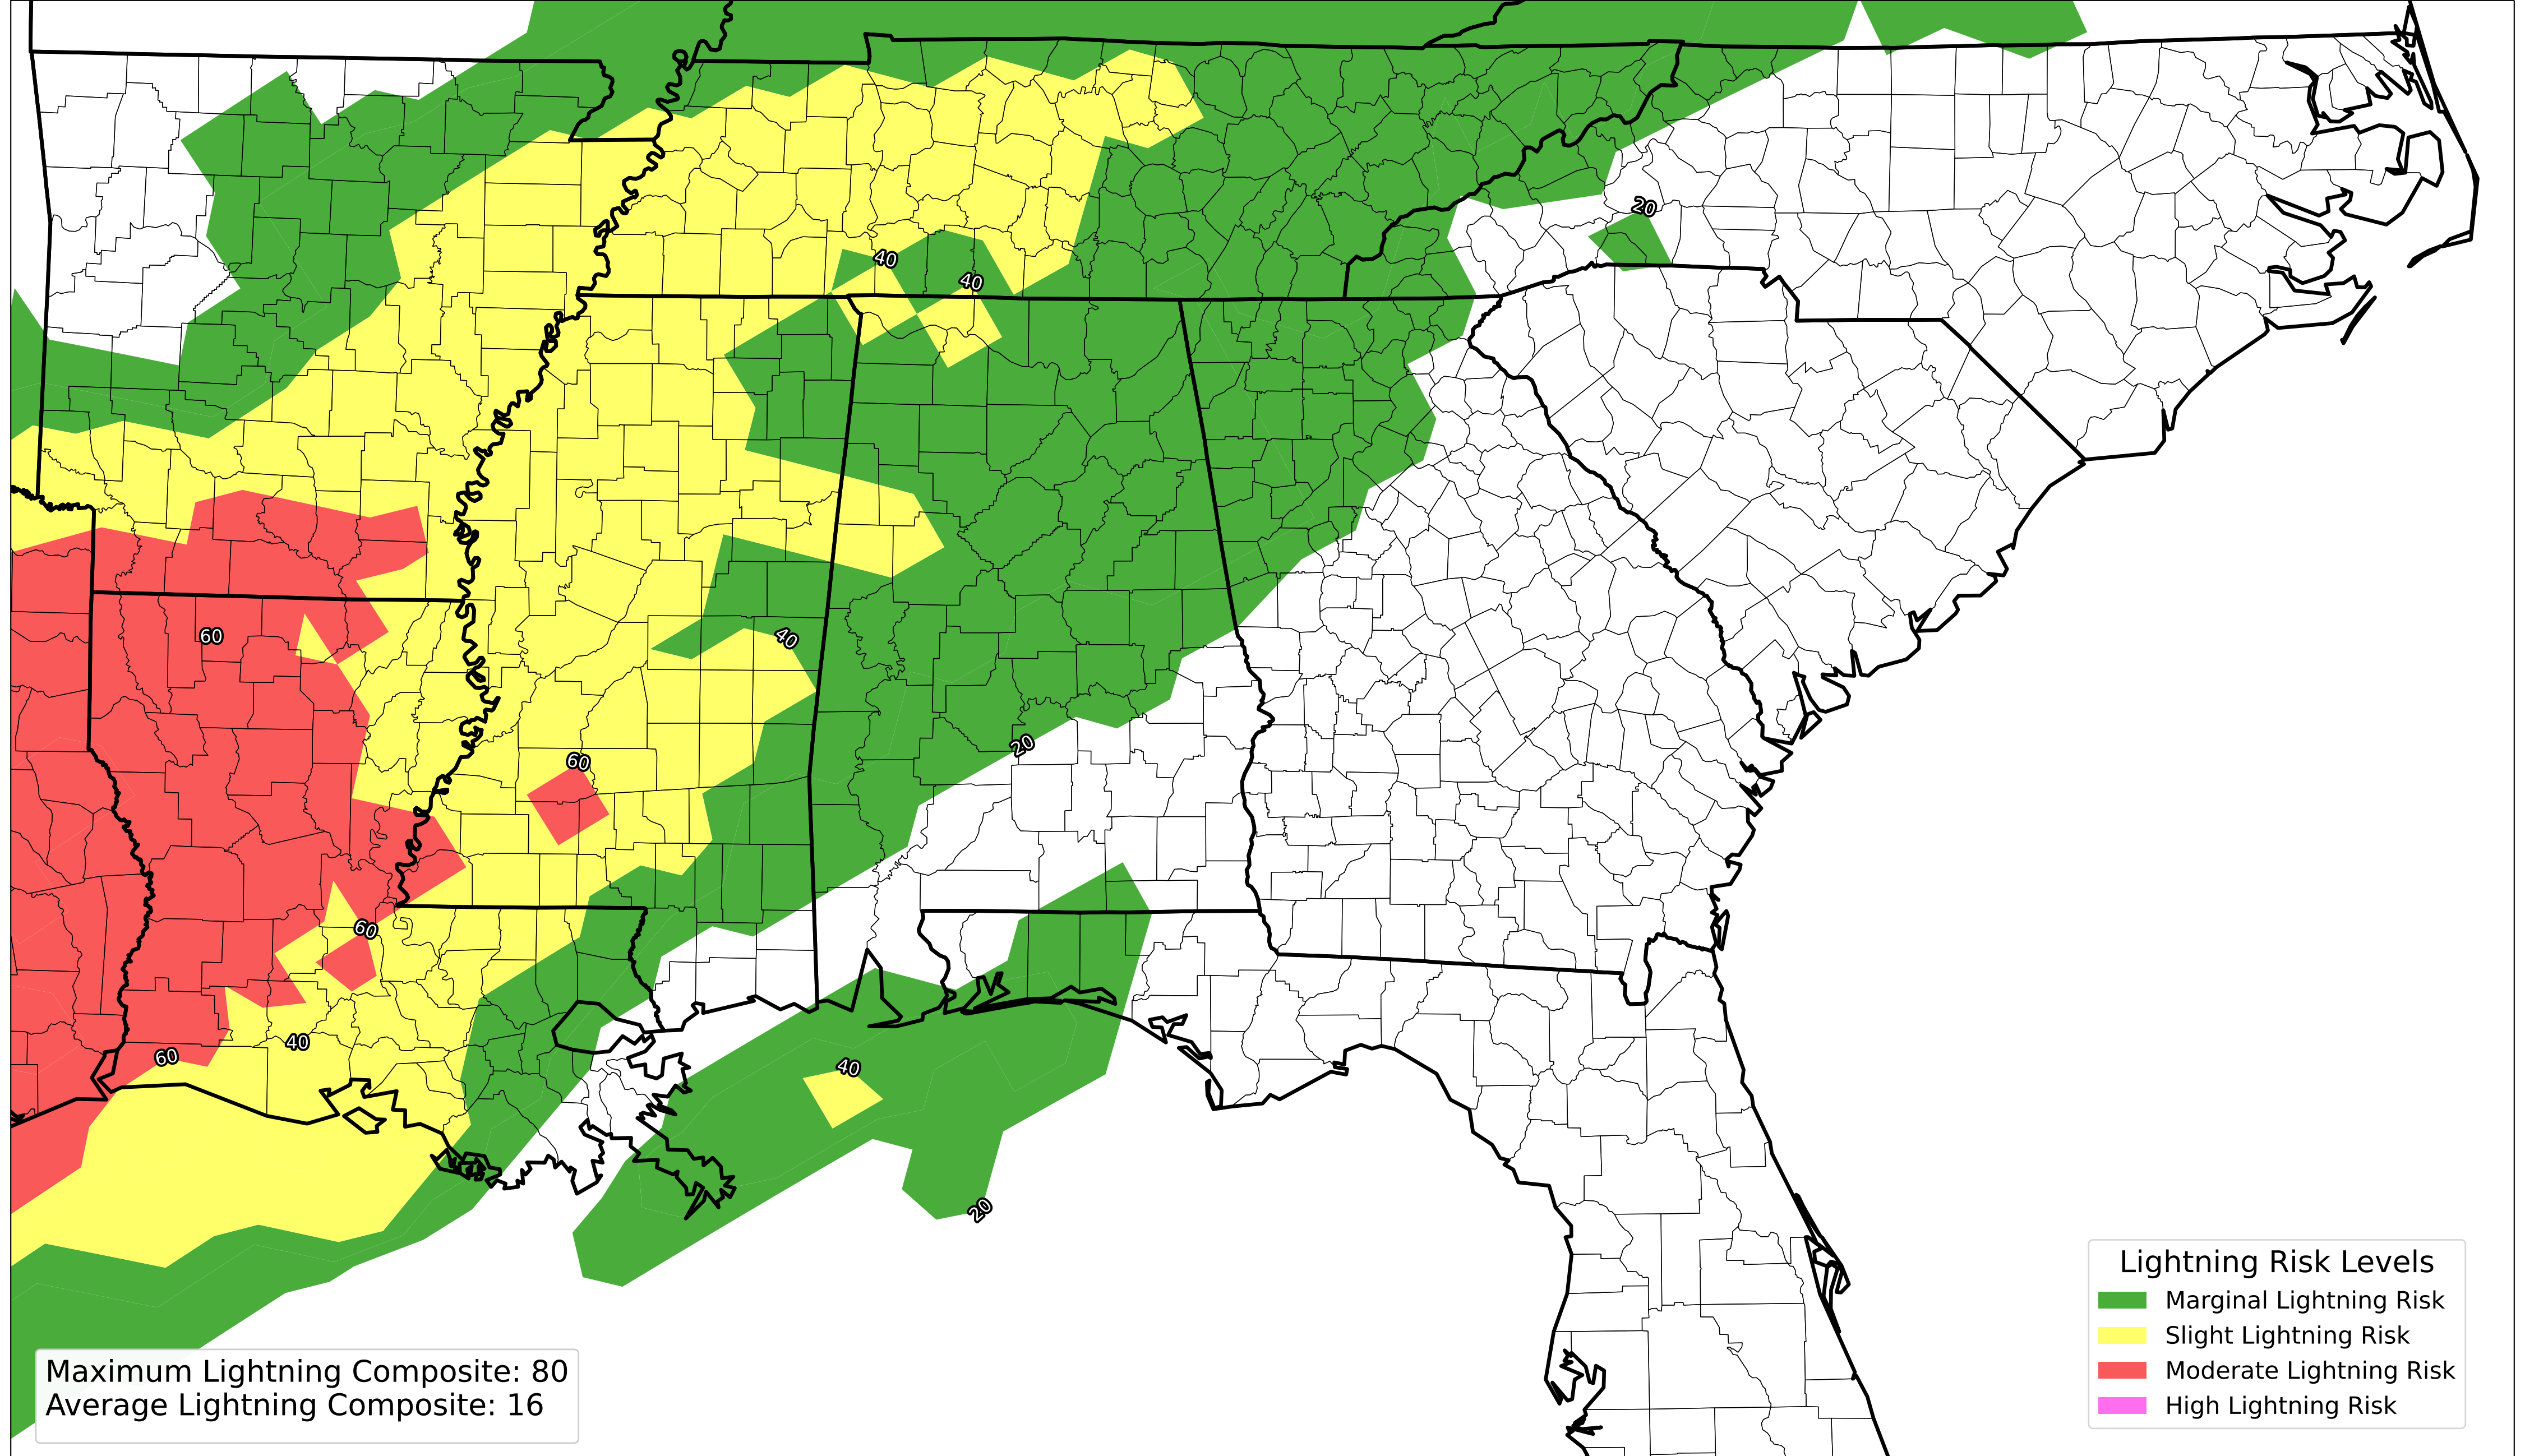 20
40
40
60
40
20
60
60
40
60
40
20
Lightning Risk Levels
Marginal Lightning Risk
Slight Lightning Risk
Moderate Lightning Risk
High Lightning Risk
Maximum Lightning Composite: 80
Average Lightning Composite: 16